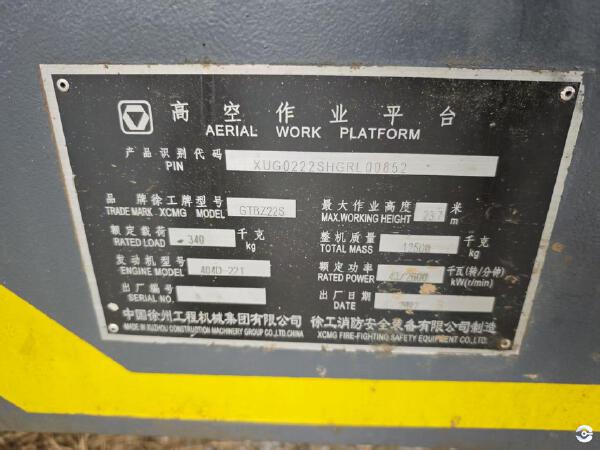 高空作业平台
AERIAL WORK PLATFORM
产品识别代码
PIN
XUG0222SHGRL00852
品牌徐工牌型号
TRADE MARK XCMG MODEL
GTBZ22S
最大作业高度
MAX.WORKING HEIGHT
23.7
米
m
额定载荷
RATED LOAD
340
千克
kg
整机质量
TOTAL MASS
12500
千克
kg
发动机型号
ENGINE MODEL
404D-22T
额定功率
RATED POWER
43/2600
千瓦(转/分钟)
kW(r/min)
出厂编号
SERIAL NO.
出厂日期
DATE
中国徐州工程机械集团有限公司 徐工消防安全装备有限公司制造
MADE IN XUZHOU CONSTRUCTION MACHINERY GROUP CO.,LTD.CHINA XCMG FIRE-FIGHTING SAFETY EQUIPMENT CO.,LTD.